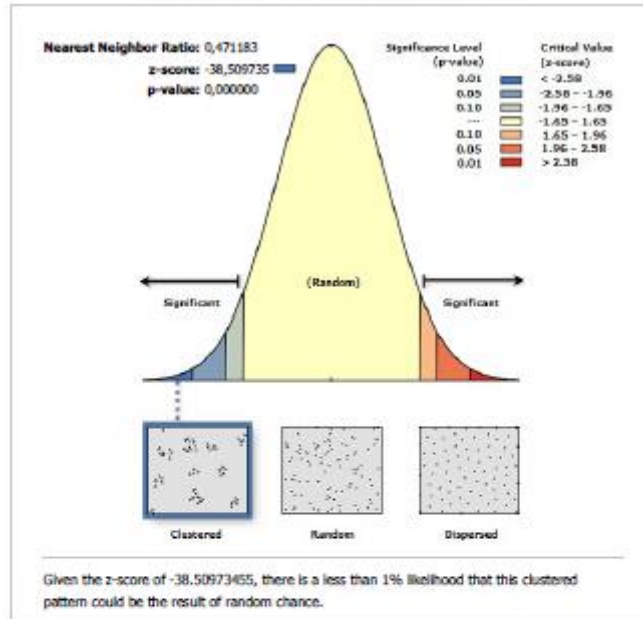 Nearest Neighbor Ratio: 0,471183
z-score: -38,509735
p-value: 0,000000
Significance Level (p-value)
Critical Value (z-score)
0.01 < -2.58
0.05 -2.58 – -1.96
0.10 -1.96 – -1.65
--- -1.65 – 1.65
0.10 1.65 – 1.96
0.05 1.96 – 2.58
0.01 > 2.58
(Random)
Significant
Significant
Clustered
Random
Dispersed
Given the z-score of -38.50973455, there is a less than 1% likelihood that this clustered
pattern could be the result of random chance.